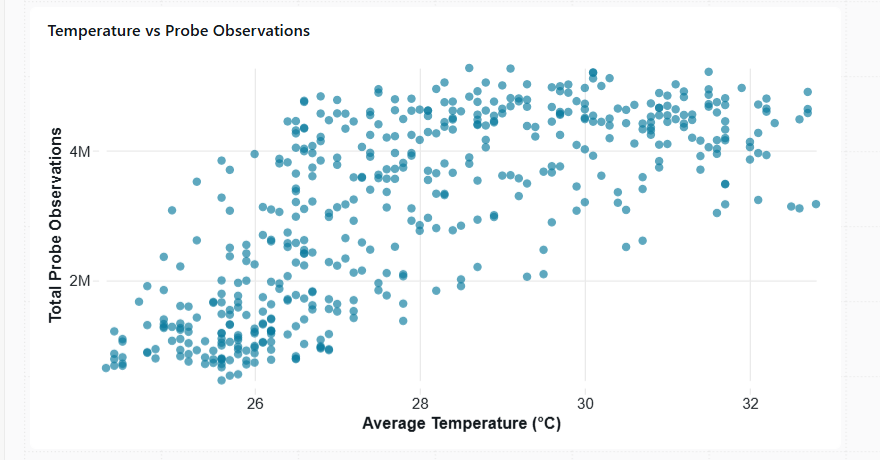 Temperature vs Probe Observations
Total Probe Observations
4M
2M
26 28 30 32
Average Temperature (°C)